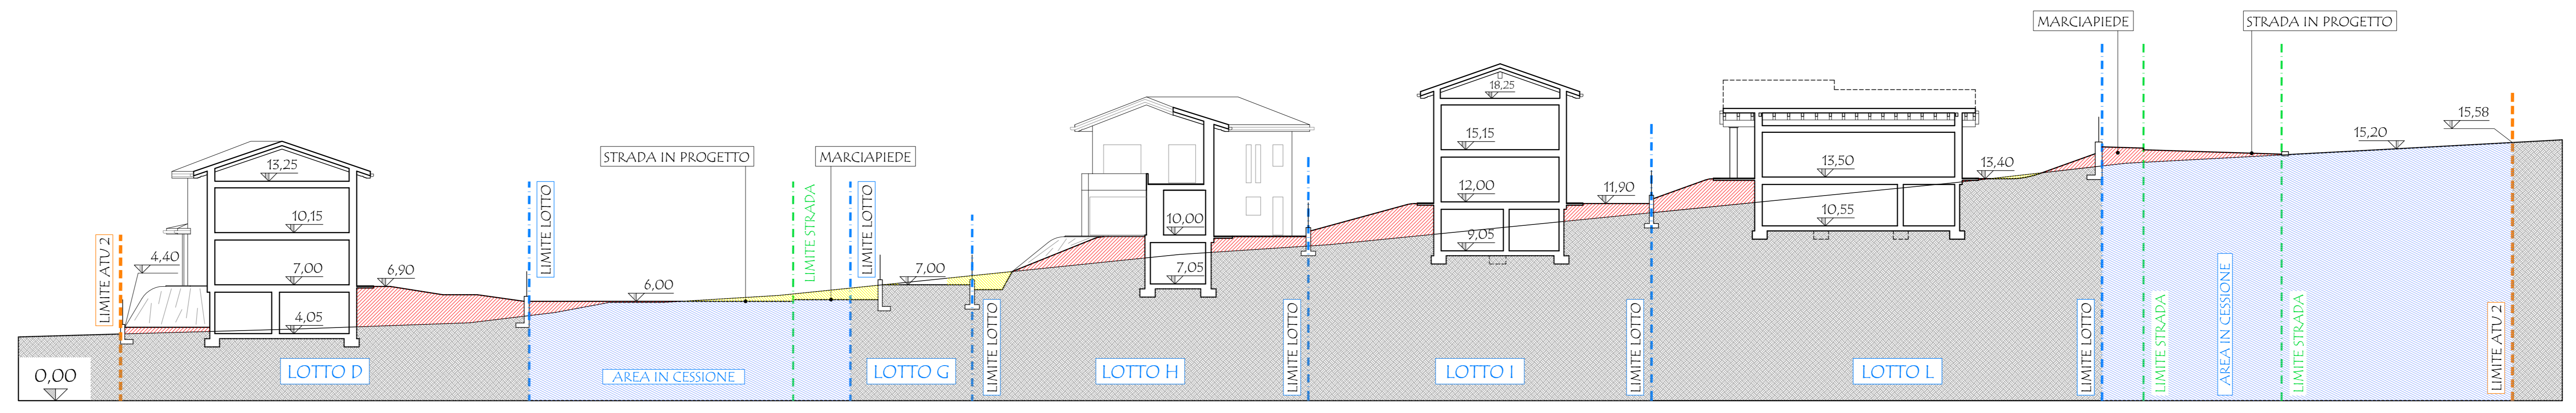 MARCIAPIEDE
STRADA IN PROGETTO
18,25
15,58
15,20
15,15
STRADA IN PROGETTO
MARCIAPIEDE
13,25
13,50
13,40
12,00
11,90
10,15
10,00
10,55
LIMITE ATU 2
4,40
7,00
6,90
LIMITE LOTTO
6,00
LIMITE STRADA
LIMITE LOTTO
7,00
7,05
9,05
4,05
LIMITE LOTTO
LIMITE LOTTO
LIMITE LOTTO
LIMITE LOTTO
LIMITE STRADA
AREA IN CESSIONE
LIMITE STRADA
LIMITE ATU 2
0,00
LOTTO D
AREA IN CESSIONE
LOTTO G
LOTTO H
LOTTO I
LOTTO L